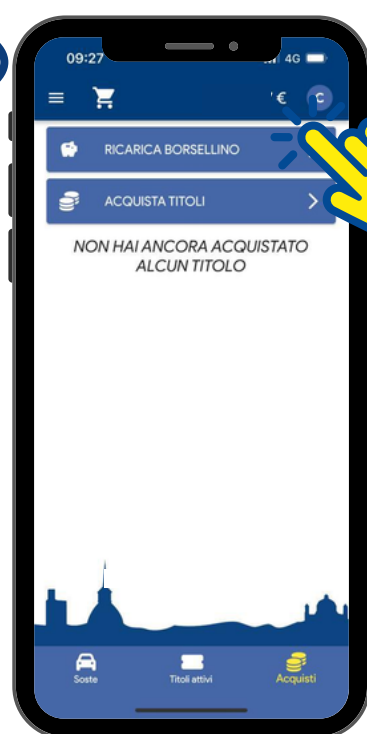 09:27
4G
€ C
RICARICA BORSELLINO
ACQUISTA TITOLI
NON HAI ANCORA ACQUISTATO
ALCUN TITOLO
Soste Titoli attivi Acquisti